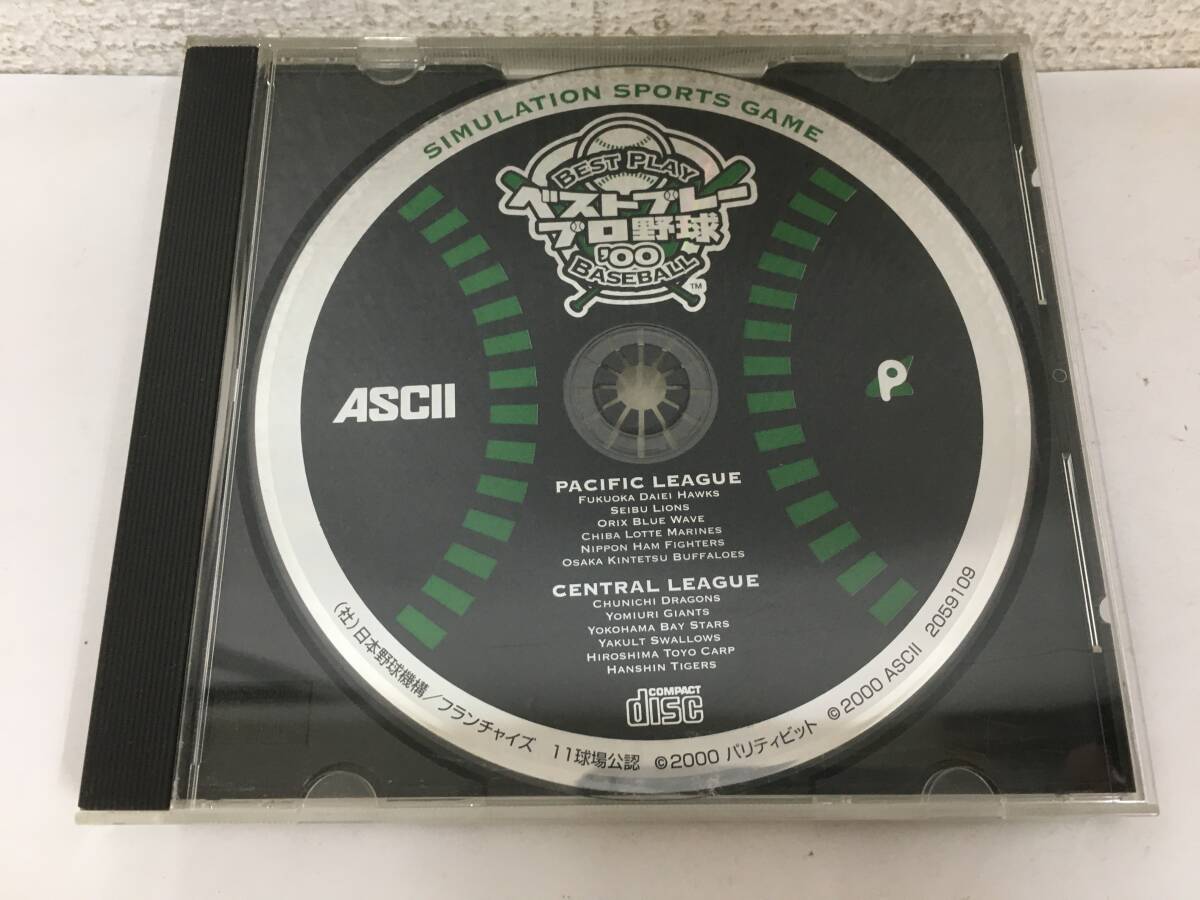 SIMULATION SPORTS GAME
BEST PLAY
ベストプレー
プロ野球
'00
BASEBALL
TM
ASCII
P
PACIFIC LEAGUE
FUKUOKA DAIEI HAWKS
SEIBU LIONS
ORIX BLUE WAVE
CHIBA LOTTE MARINES
NIPPON HAM FIGHTERS
OSAKA KINTETSU BUFFALOES
CENTRAL LEAGUE
CHUNICHI DRAGONS
YOMIURI GIANTS
YOKOHAMA BAY STARS
YAKULT SWALLOWS
HIROSHIMA TOYO CARP
HANSHIN TIGERS
COMPACT
disc
(社)日本野球機構/フランチャイズ 11球場公認 ©2000 パリティビット ©2000 ASCII 2059109